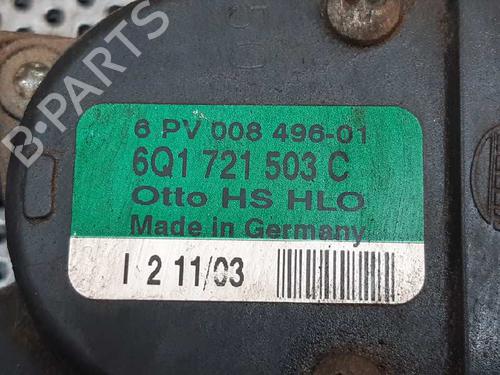 B-PARTS
6 PV 008 496-01
6Q1 721 503 C
Otto HS HLO
Made in Germany
I 2 11/03